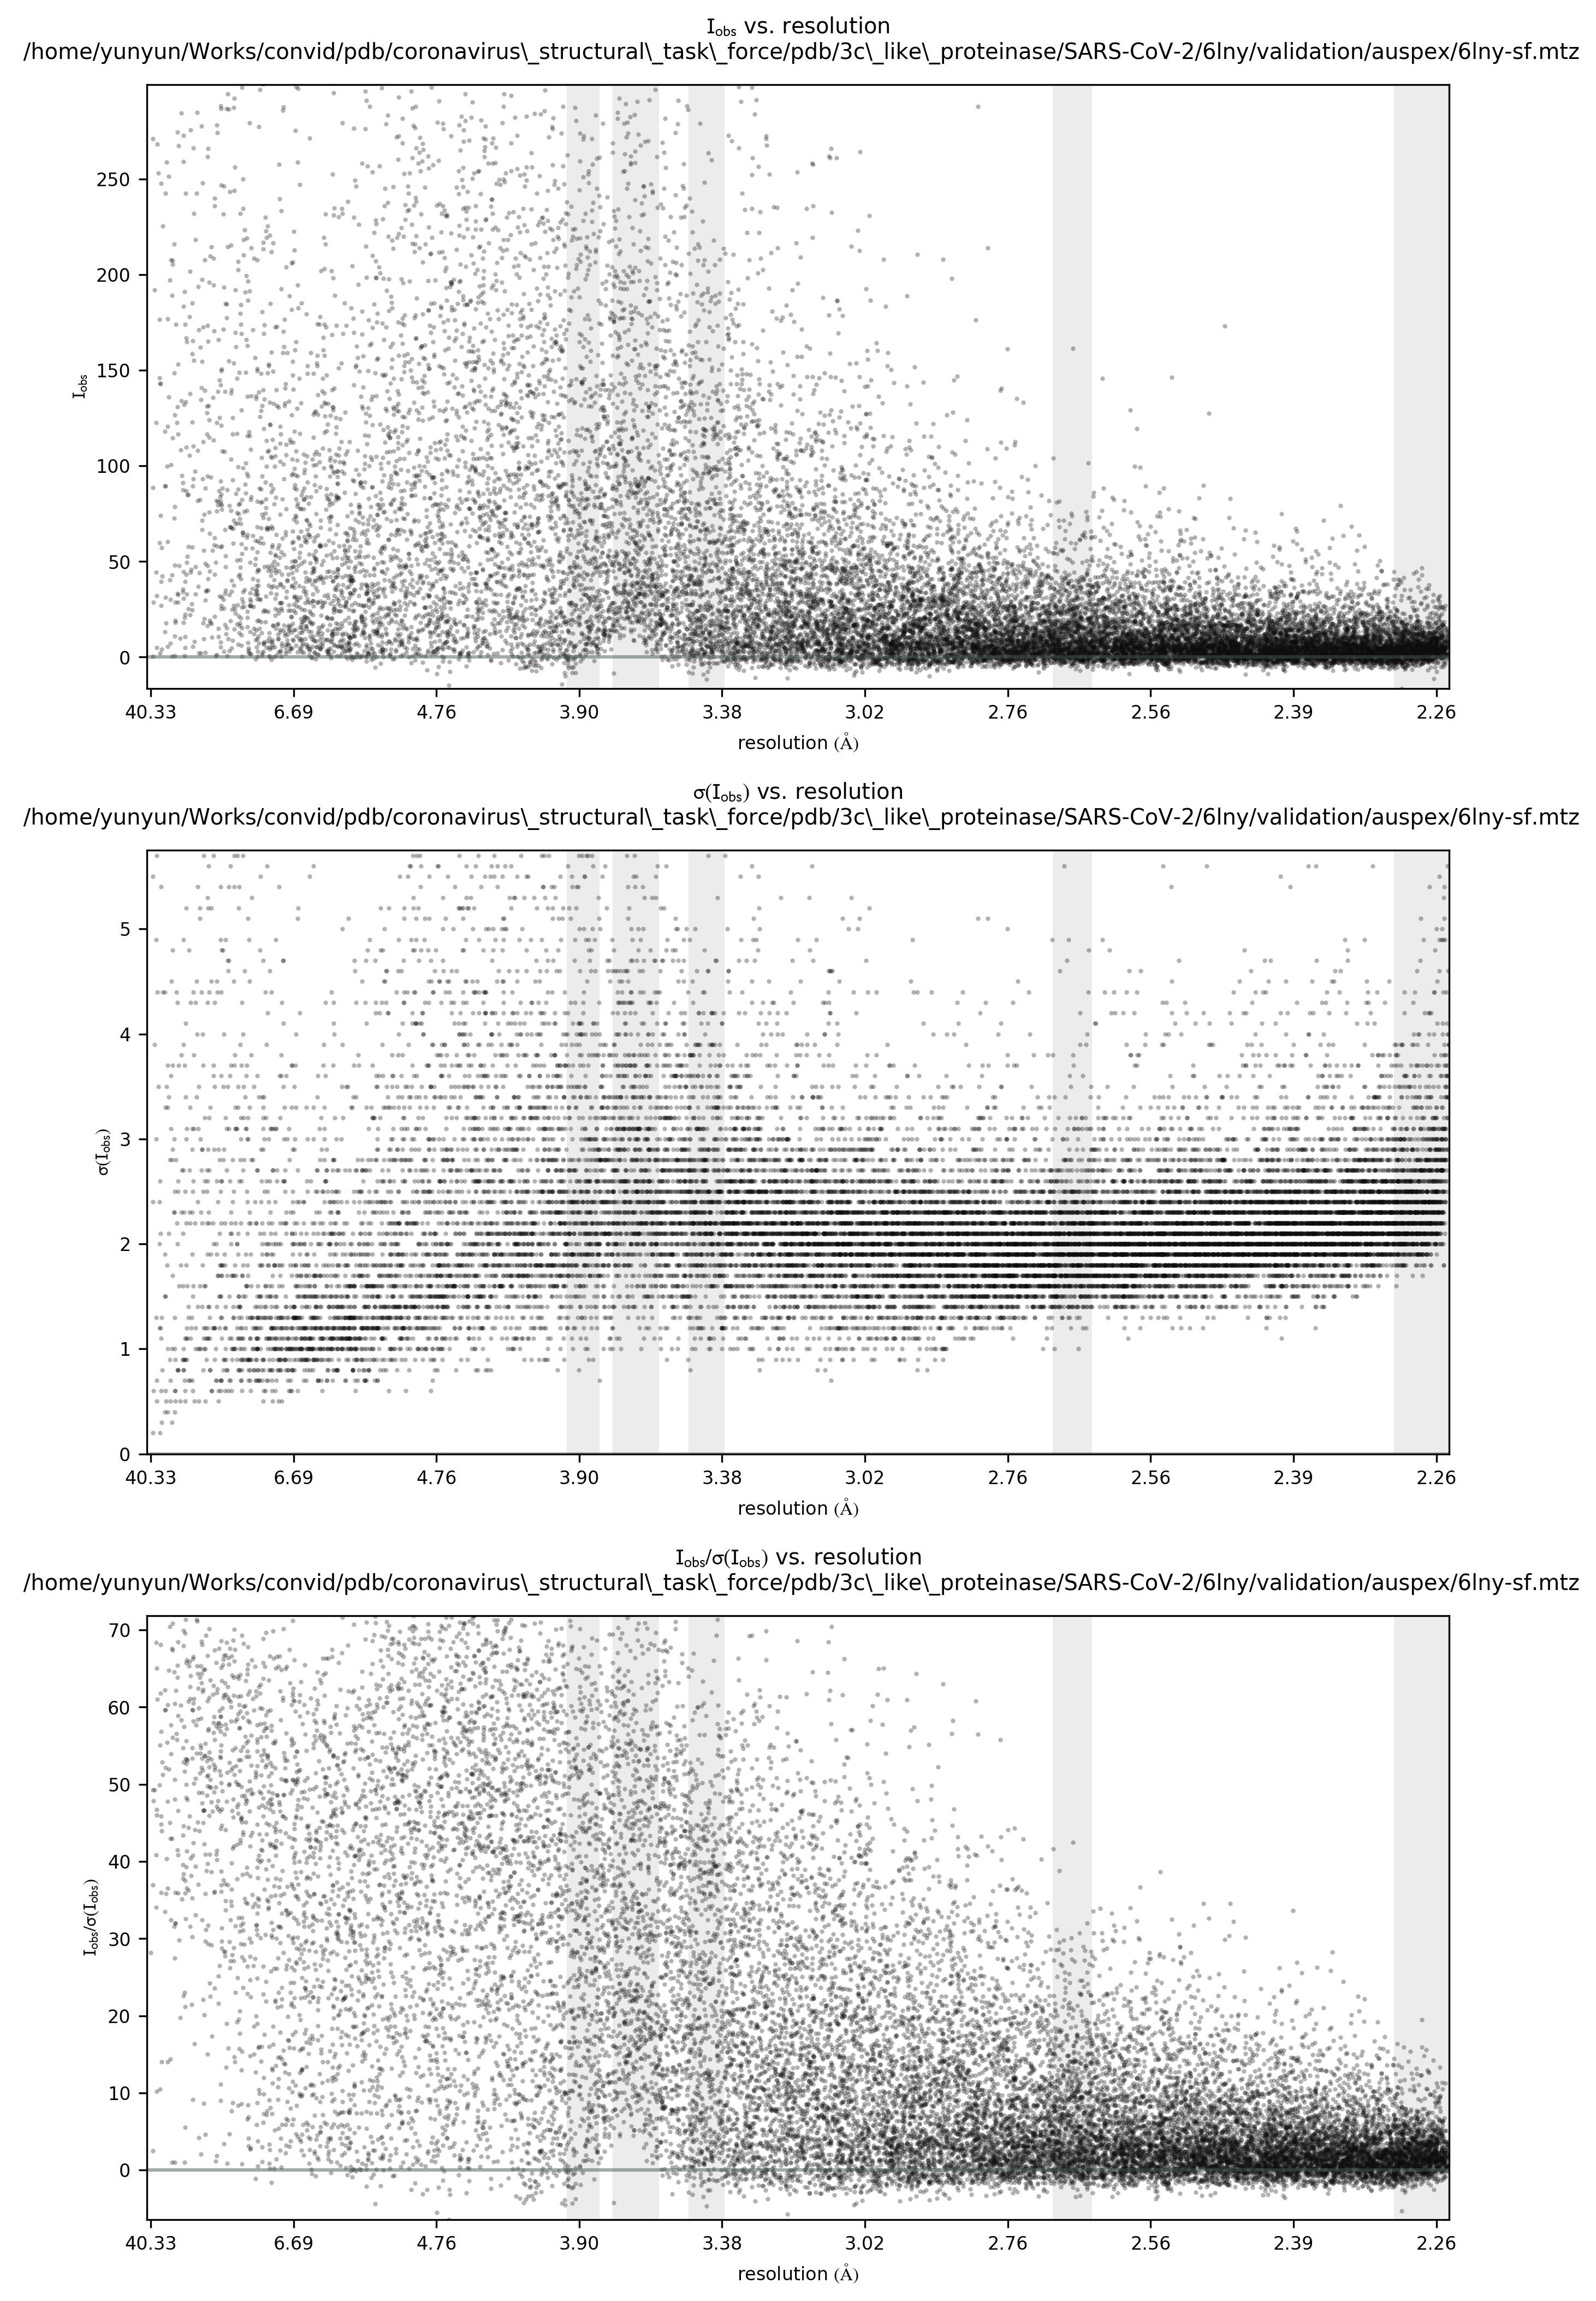 Iobs vs. resolution
/home/yunyun/Works/convid/pdb/coronavirus\_structural\_task\_force/pdb/3c\_like\_proteinase/SARS-CoV-2/6lny/validation/auspex/6lny-sf.mtz
Iobs
250
200
150
100
50
0
40.33 6.69 4.76 3.90 3.38 3.02 2.76 2.56 2.39 2.26
resolution (Å)
σ(Iobs) vs. resolution
/home/yunyun/Works/convid/pdb/coronavirus\_structural\_task\_force/pdb/3c\_like\_proteinase/SARS-CoV-2/6lny/validation/auspex/6lny-sf.mtz
σ(Iobs)
5
4
3
2
1
0
40.33 6.69 4.76 3.90 3.38 3.02 2.76 2.56 2.39 2.26
resolution (Å)
Iobs/σ(Iobs) vs. resolution
/home/yunyun/Works/convid/pdb/coronavirus\_structural\_task\_force/pdb/3c\_like\_proteinase/SARS-CoV-2/6lny/validation/auspex/6lny-sf.mtz
Iobs/σ(Iobs)
70
60
50
40
30
20
10
0
40.33 6.69 4.76 3.90 3.38 3.02 2.76 2.56 2.39 2.26
resolution (Å)